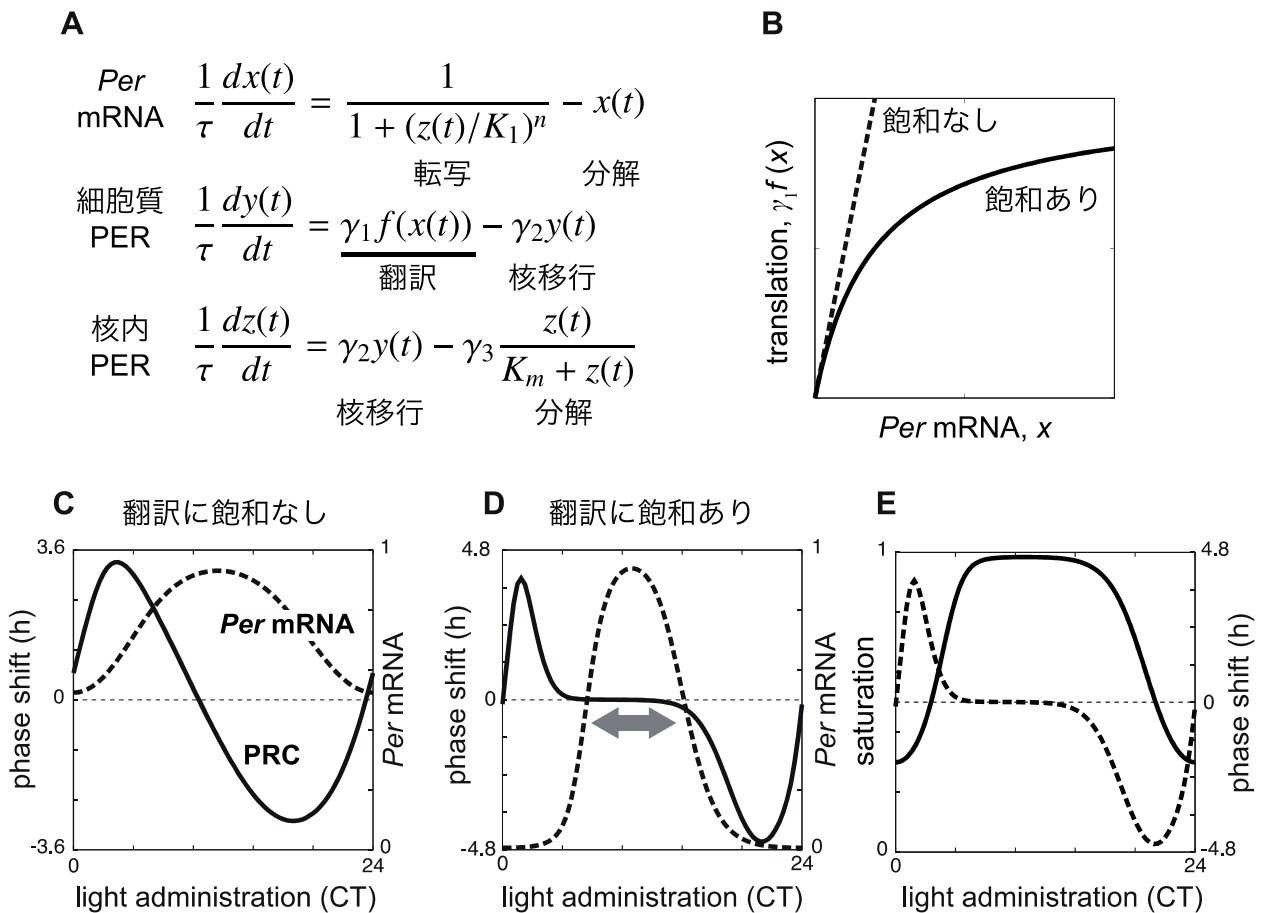 A
Per mRNA 1/τ dx(t)/dt = 1/(1 + (z(t)/K₁)ⁿ) − x(t)
転写 分解
細胞質 PER 1/τ dy(t)/dt = γ₁f(x(t)) − γ₂y(t)
翻訳 核移行
核内 PER 1/τ dz(t)/dt = γ₂y(t) − γ₃ z(t)/(Kₘ + z(t))
核移行 分解
B
飽和なし
飽和あり
translation, γ₁f (x)
Per mRNA, x
C 翻訳に飽和なし
3.6 1
0
-3.6 0
0 24
Per mRNA
PRC
phase shift (h)
Per mRNA
light administration (CT)
D 翻訳に飽和あり
4.8 1
0
-4.8 0
0 24
phase shift (h)
Per mRNA
light administration (CT)
E
1 4.8
0
0 -4.8
0 24
saturation
phase shift (h)
light administration (CT)